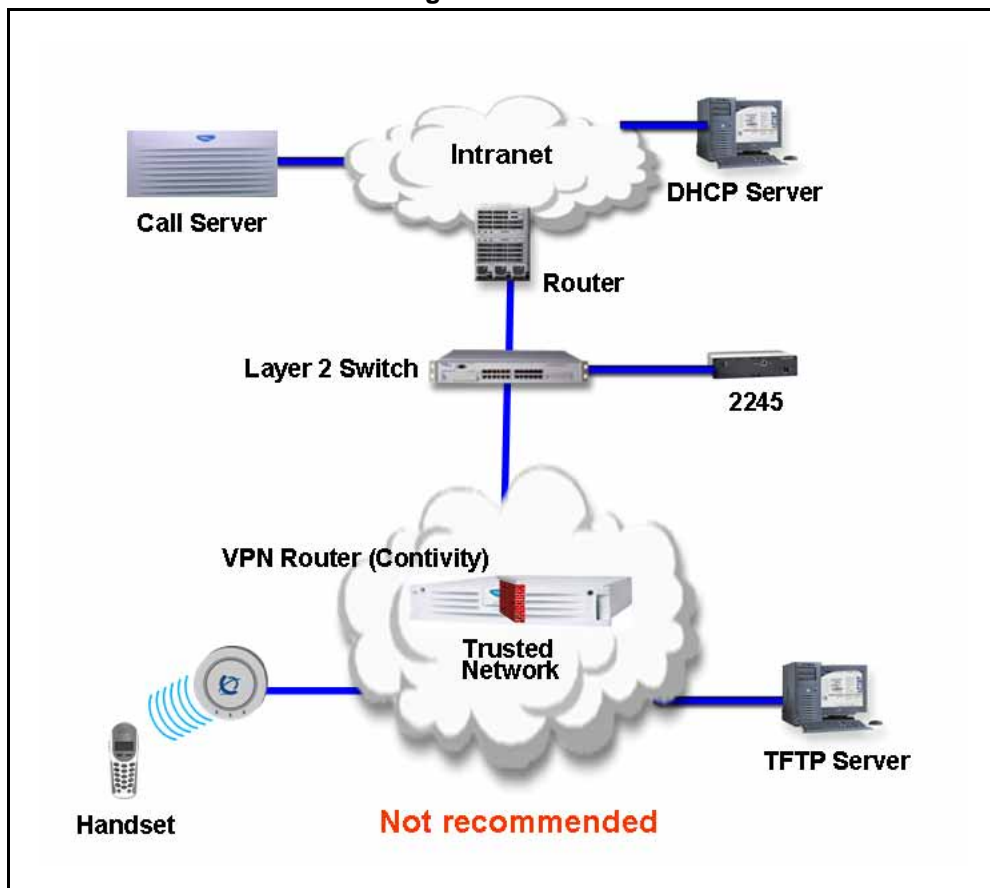 Intranet
DHCP Server
Call Server
Router
Layer 2 Switch
2245
VPN Router (Contivity)
Trusted
Network
TFTP Server
Handset
Not recommended